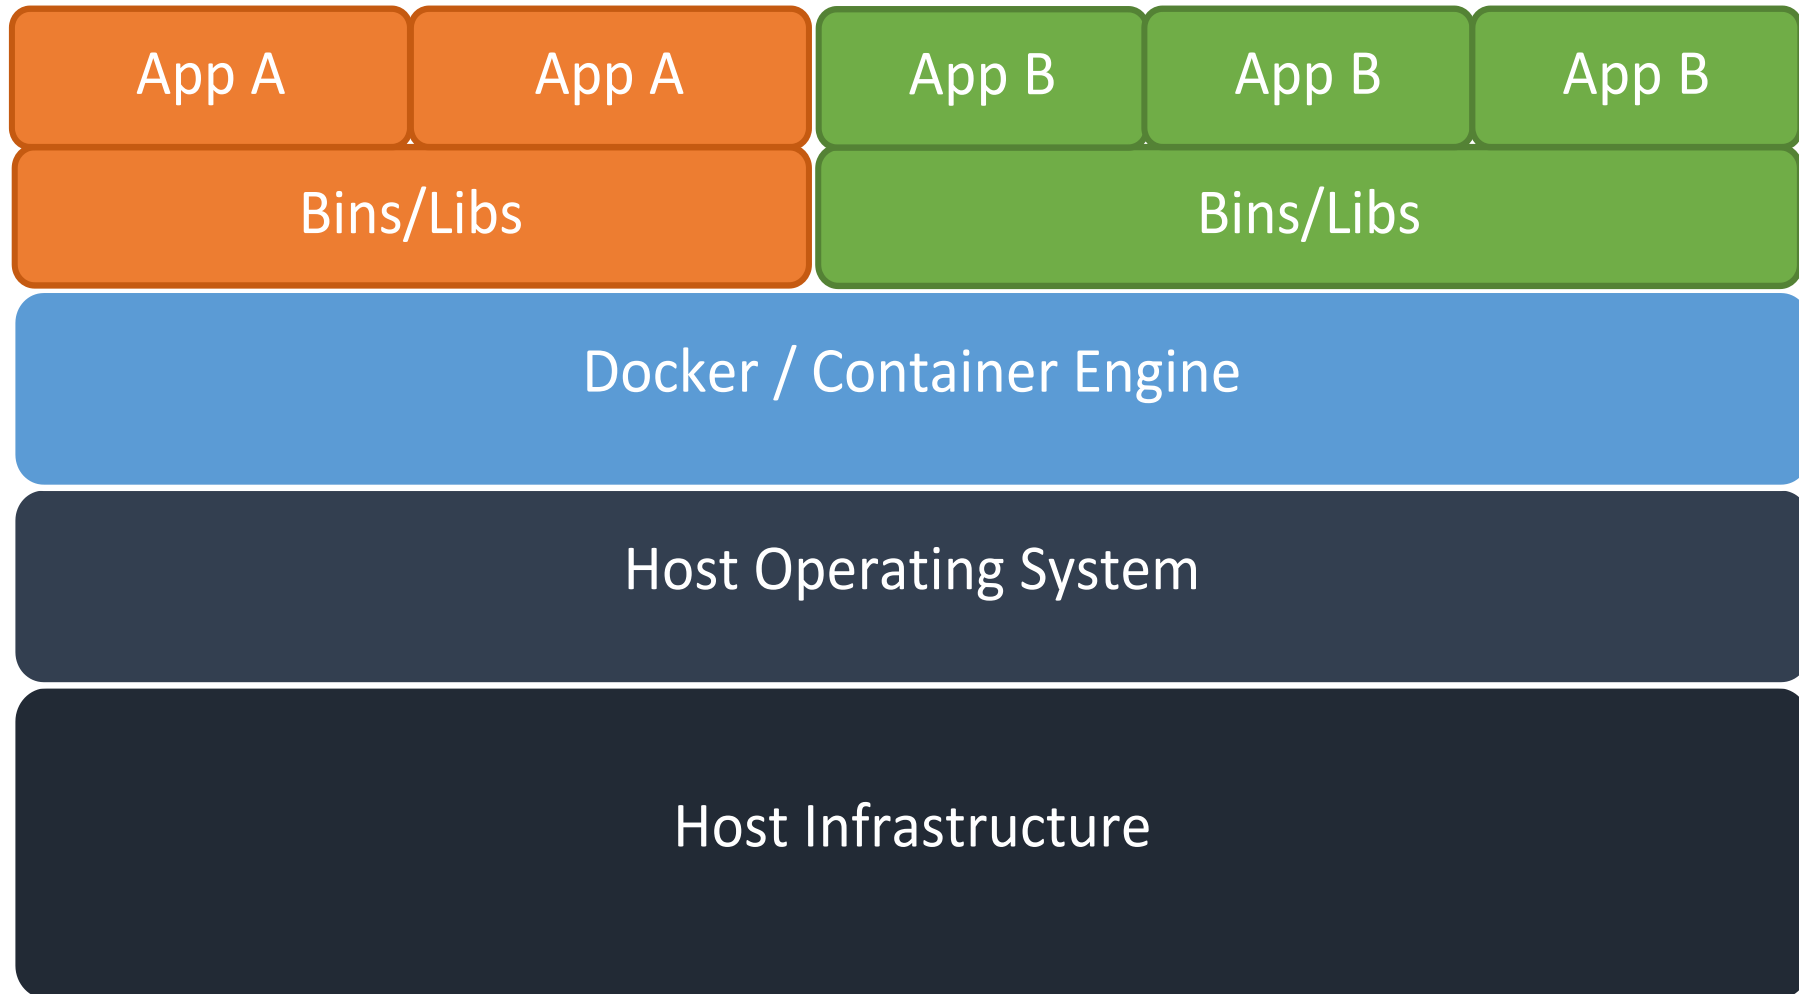 App A
App A
App B
App B
App B
Bins/Libs
Bins/Libs
Docker / Container Engine
Host Operating System
Host Infrastructure